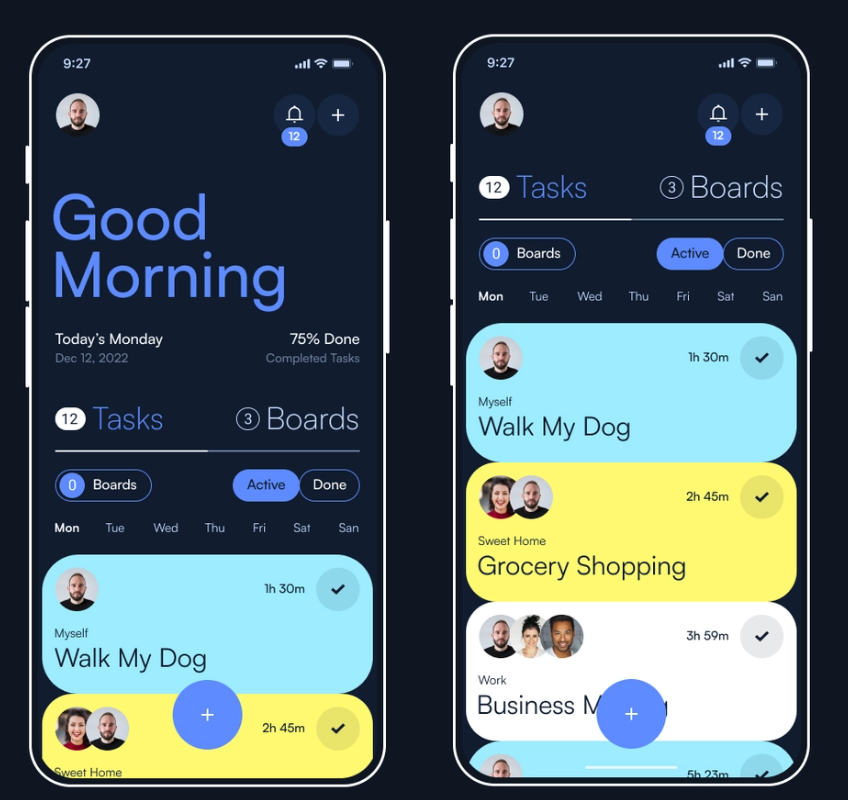 9:27
12
Good
Morning
Today's Monday 75% Done
Dec 12, 2022 Completed Tasks
12 Tasks 3 Boards
0 Boards Active Done
Mon Tue Wed Thu Fri Sat San
1h 30m
Myself
Walk My Dog
2h 45m
Sweet Home
9:27
12
12 Tasks 3 Boards
0 Boards Active Done
Mon Tue Wed Thu Fri Sat San
1h 30m
Myself
Walk My Dog
2h 45m
Sweet Home
Grocery Shopping
3h 59m
Work
Business
5h 23m